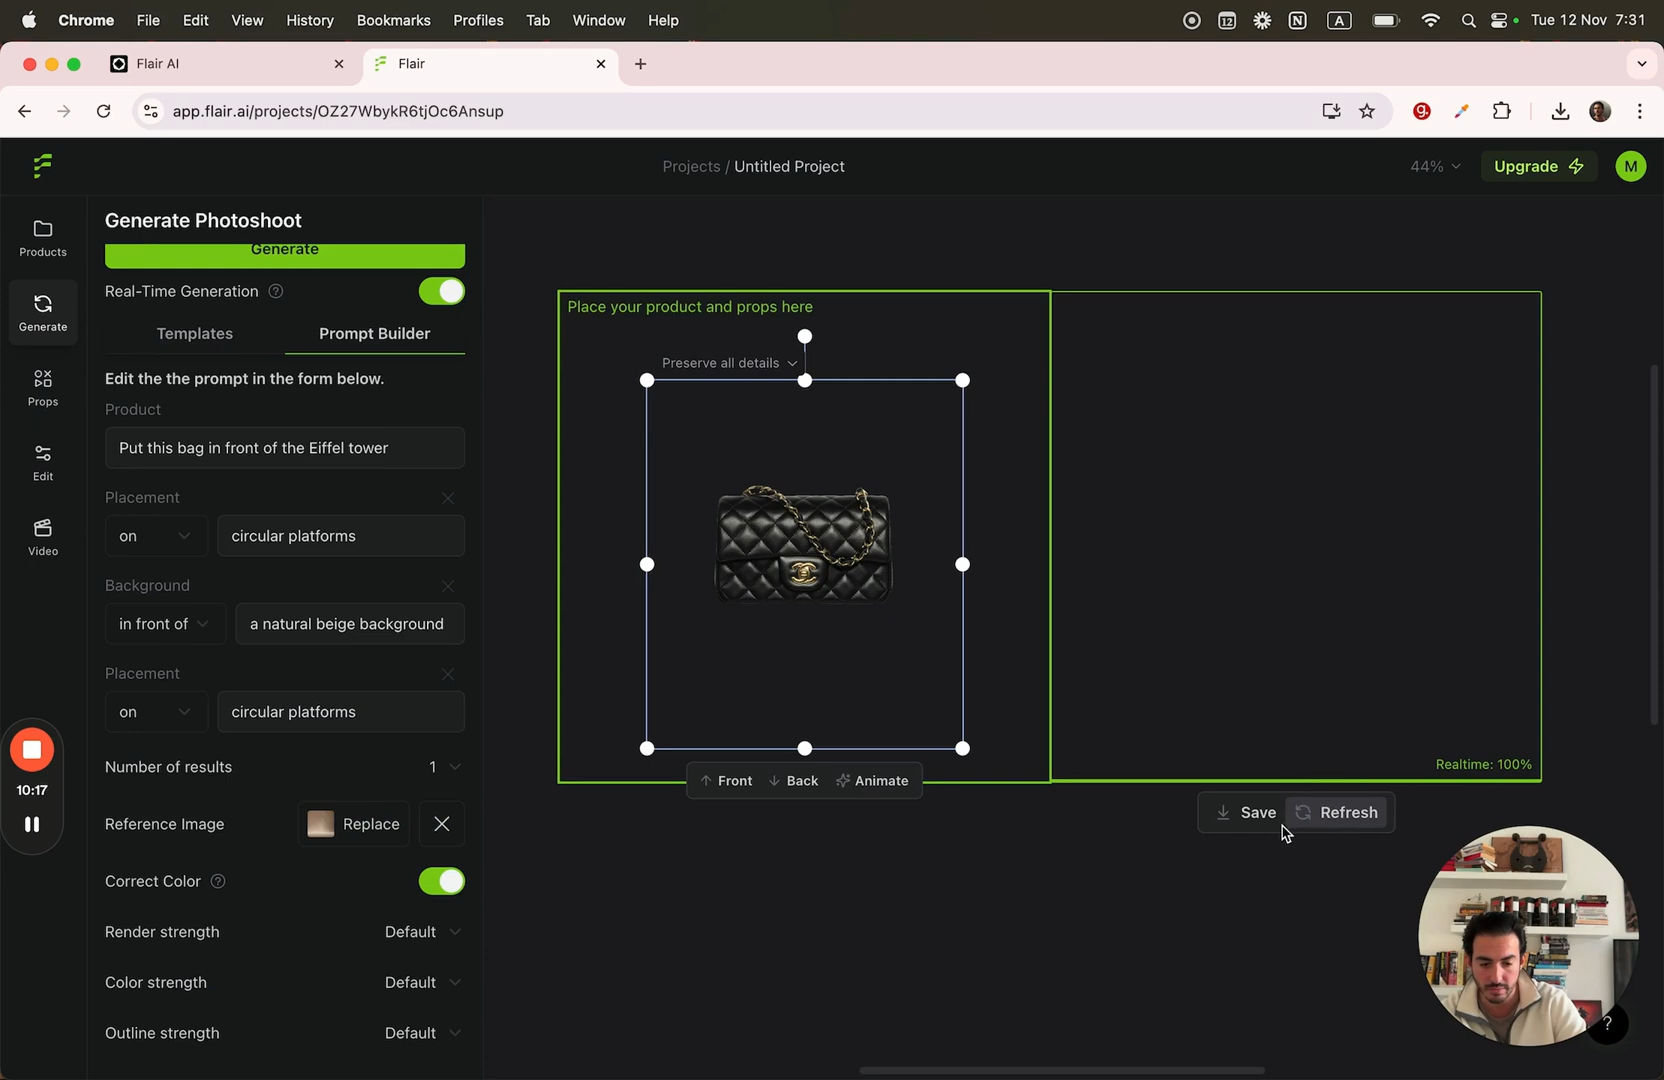 Chrome File Edit View History Bookmarks Profiles Tab Window Help 12 N A Tue 12 Nov 7:31
Flair AI Flair
app.flair.ai/projects/OZ27WbykR6tjOc6Ansup g.
Projects / Untitled Project 44% Upgrade M
Generate Photoshoot
Products
Generate
Generate
Props
Edit
Video
Real-Time Generation ?
Templates Prompt Builder
Edit the the prompt in the form below.
Product
Put this bag in front of the Eiffel tower
Placement
on circular platforms
Background
in front of a natural beige background
Placement
on circular platforms
Number of results 1
Reference Image Replace
Correct Color ?
Render strength Default
Color strength Default
Outline strength Default
10:17
Place your product and props here
Preserve all details
Front Back Animate
Realtime: 100%
Save Refresh
?